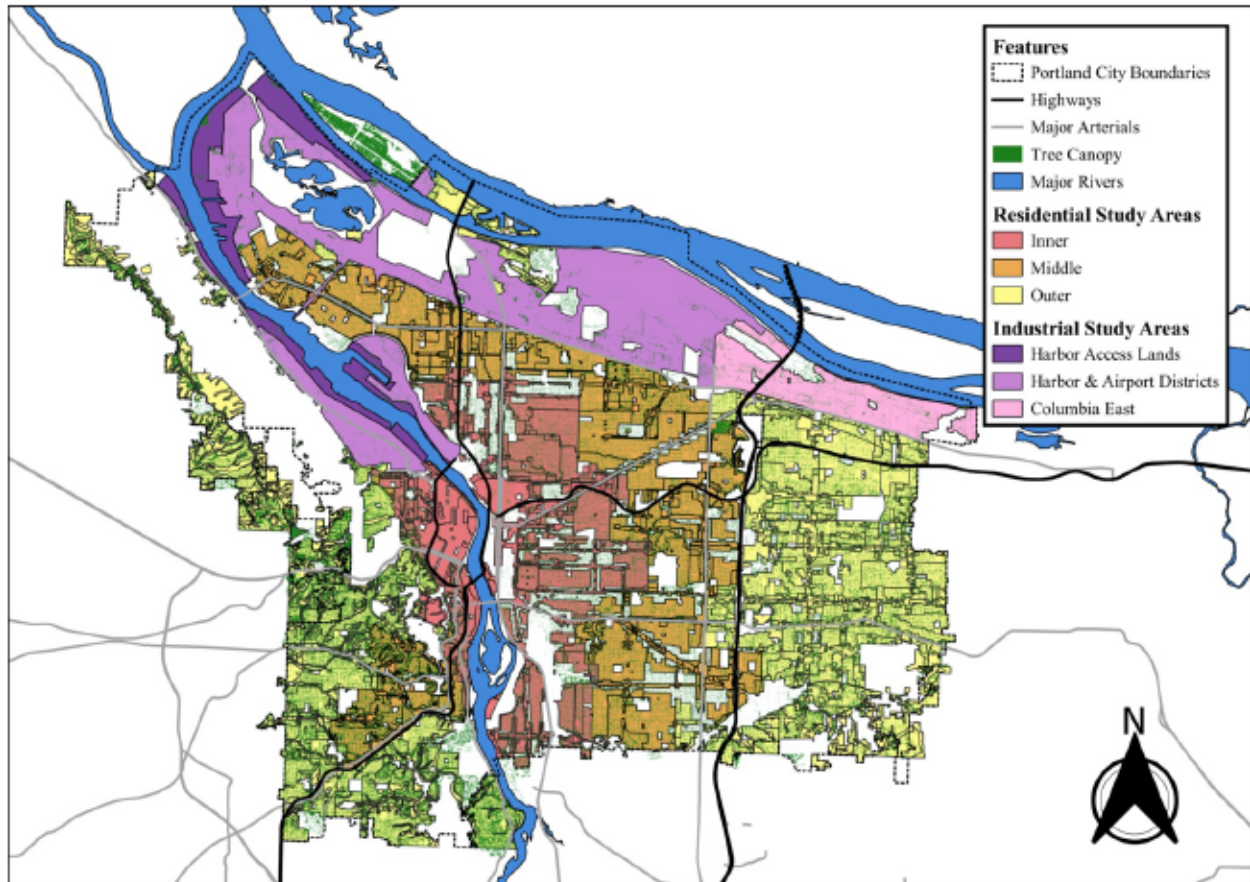 Features
Portland City Boundaries
Highways
Major Arterials
Tree Canopy
Major Rivers
Residential Study Areas
Inner
Middle
Outer
Industrial Study Areas
Harbor Access Lands
Harbor & Airport Districts
Columbia East
N